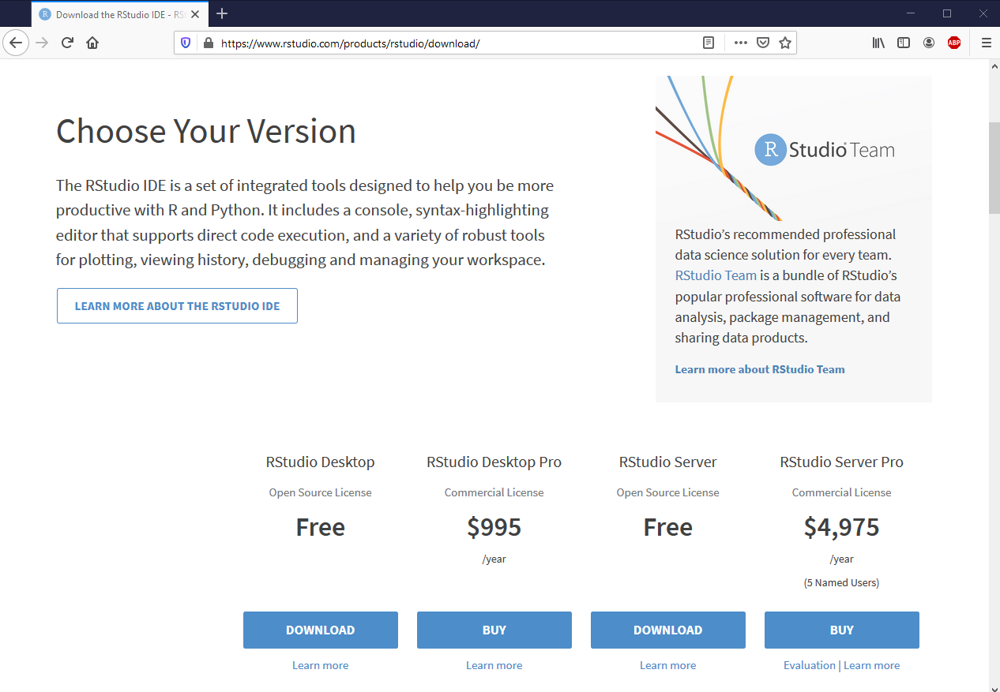 Download the RStudio IDE - RS
https://www.rstudio.com/products/rstudio/download/
ABP
Choose Your Version
The RStudio IDE is a set of integrated tools designed to help you be more
productive with R and Python. It includes a console, syntax-highlighting
editor that supports direct code execution, and a variety of robust tools
for plotting, viewing history, debugging and managing your workspace.
LEARN MORE ABOUT THE RSTUDIO IDE
R Studio® Team
RStudio’s recommended professional
data science solution for every team.
RStudio Team is a bundle of RStudio’s
popular professional software for data
analysis, package management, and
sharing data products.
Learn more about RStudio Team
RStudio Desktop
Open Source License
Free
DOWNLOAD
Learn more
RStudio Desktop Pro
Commercial License
$995
/year
BUY
Learn more
RStudio Server
Open Source License
Free
DOWNLOAD
Learn more
RStudio Server Pro
Commercial License
$4,975
/year
(5 Named Users)
BUY
Evaluation | Learn more